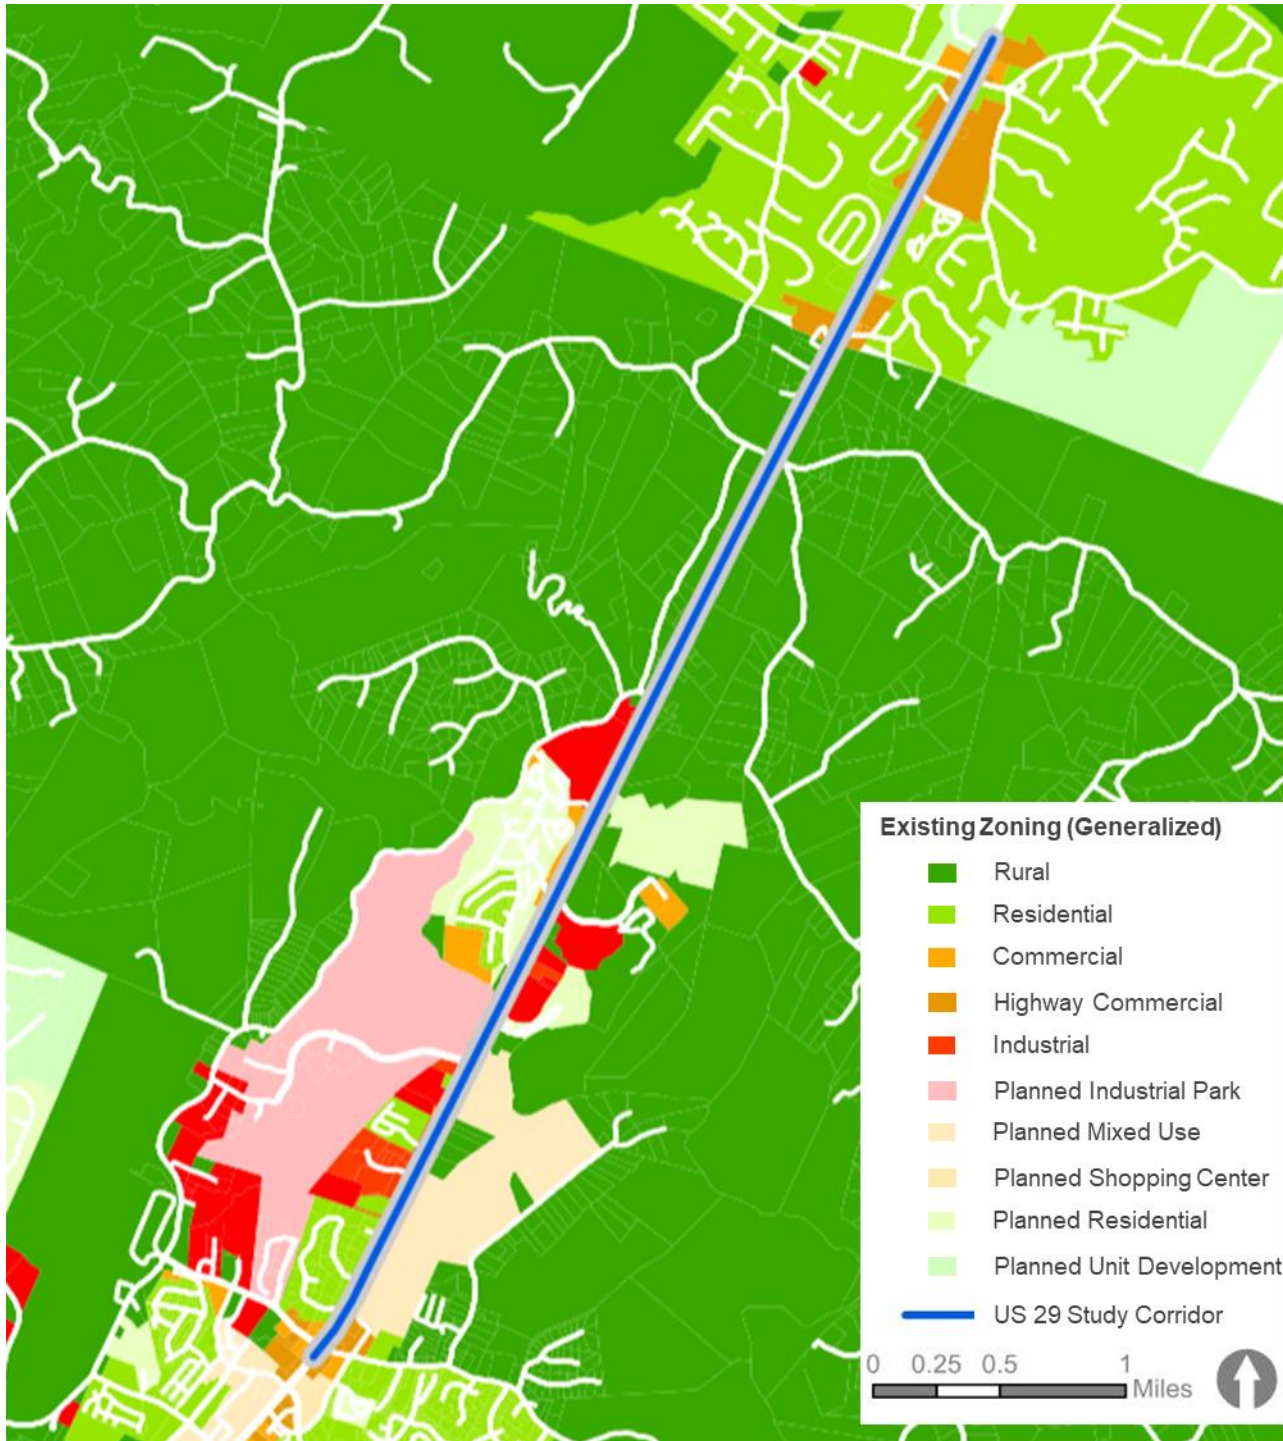 Existing Zoning (Generalized)
Rural
Residential
Commercial
Highway Commercial
Industrial
Planned Industrial Park
Planned Mixed Use
Planned Shopping Center
Planned Residential
Planned Unit Development
US 29 Study Corridor
0 0.25 0.5 1
Miles